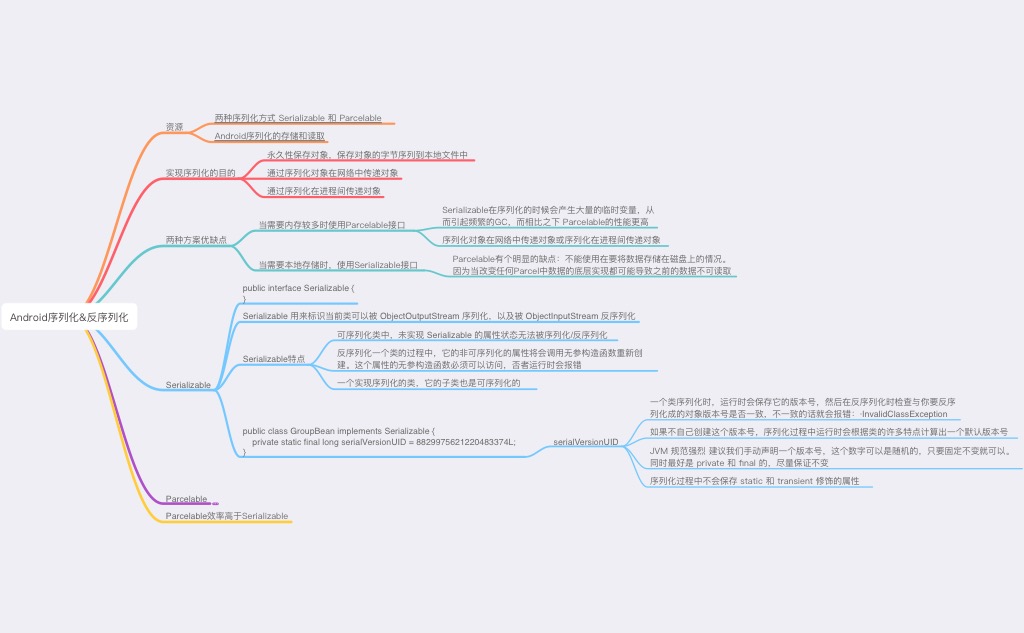 Android序列化&反序列化
资源
两种序列化方式 Serializable 和 Parcelable
Android序列化的存储和读取
实现序列化的目的
永久性保存对象，保存对象的字节序列到本地文件中
通过序列化对象在网络中传递对象
通过序列化在进程间传递对象
两种方案优缺点
当需要内存较多时使用Parcelable接口
Serializable在序列化的时候会产生大量的临时变量，从
而引起频繁的GC，而相比之下 Parcelable的性能更高
序列化对象在网络中传递对象或序列化在进程间传递对象
当需要本地存储时，使用Serializable接口
Parcelable有个明显的缺点：不能使用在要将数据存储在磁盘上的情况。
因为当改变任何Parcel中数据的底层实现都可能导致之前的数据不可读取
Serializable
public interface Serializable {
}
Serializable 用来标识当前类可以被 ObjectOutputStream 序列化，以及被 ObjectInputStream 反序列化
Serializable特点
可序列化类中，未实现 Serializable 的属性状态无法被序列化/反序列化
反序列化一个类的过程中，它的非可序列化的属性将会调用无参构造函数重新创
建。这个属性的无参构造函数必须可以访问，否者运行时会报错
一个实现序列化的类，它的子类也是可序列化的
public class GroupBean implements Serializable {
private static final long serialVersionUID = 8829975621220483374L;
}
serialVersionUID
一个类序列化时，运行时会保存它的版本号，然后在反序列化时检查与你要反序
列化成的对象版本号是否一致，不一致的话就会报错：·InvalidClassException
如果不自己创建这个版本号，序列化过程中运行时会根据类的许多特点计算出一个默认版本号
JVM 规范强烈 建议我们手动声明一个版本号，这个数字可以是随机的，只要固定不变就可以。
同时最好是 private 和 final 的，尽量保证不变
序列化过程中不会保存 static 和 transient 修饰的属性
Parcelable
Parcelable效率高于Serializable